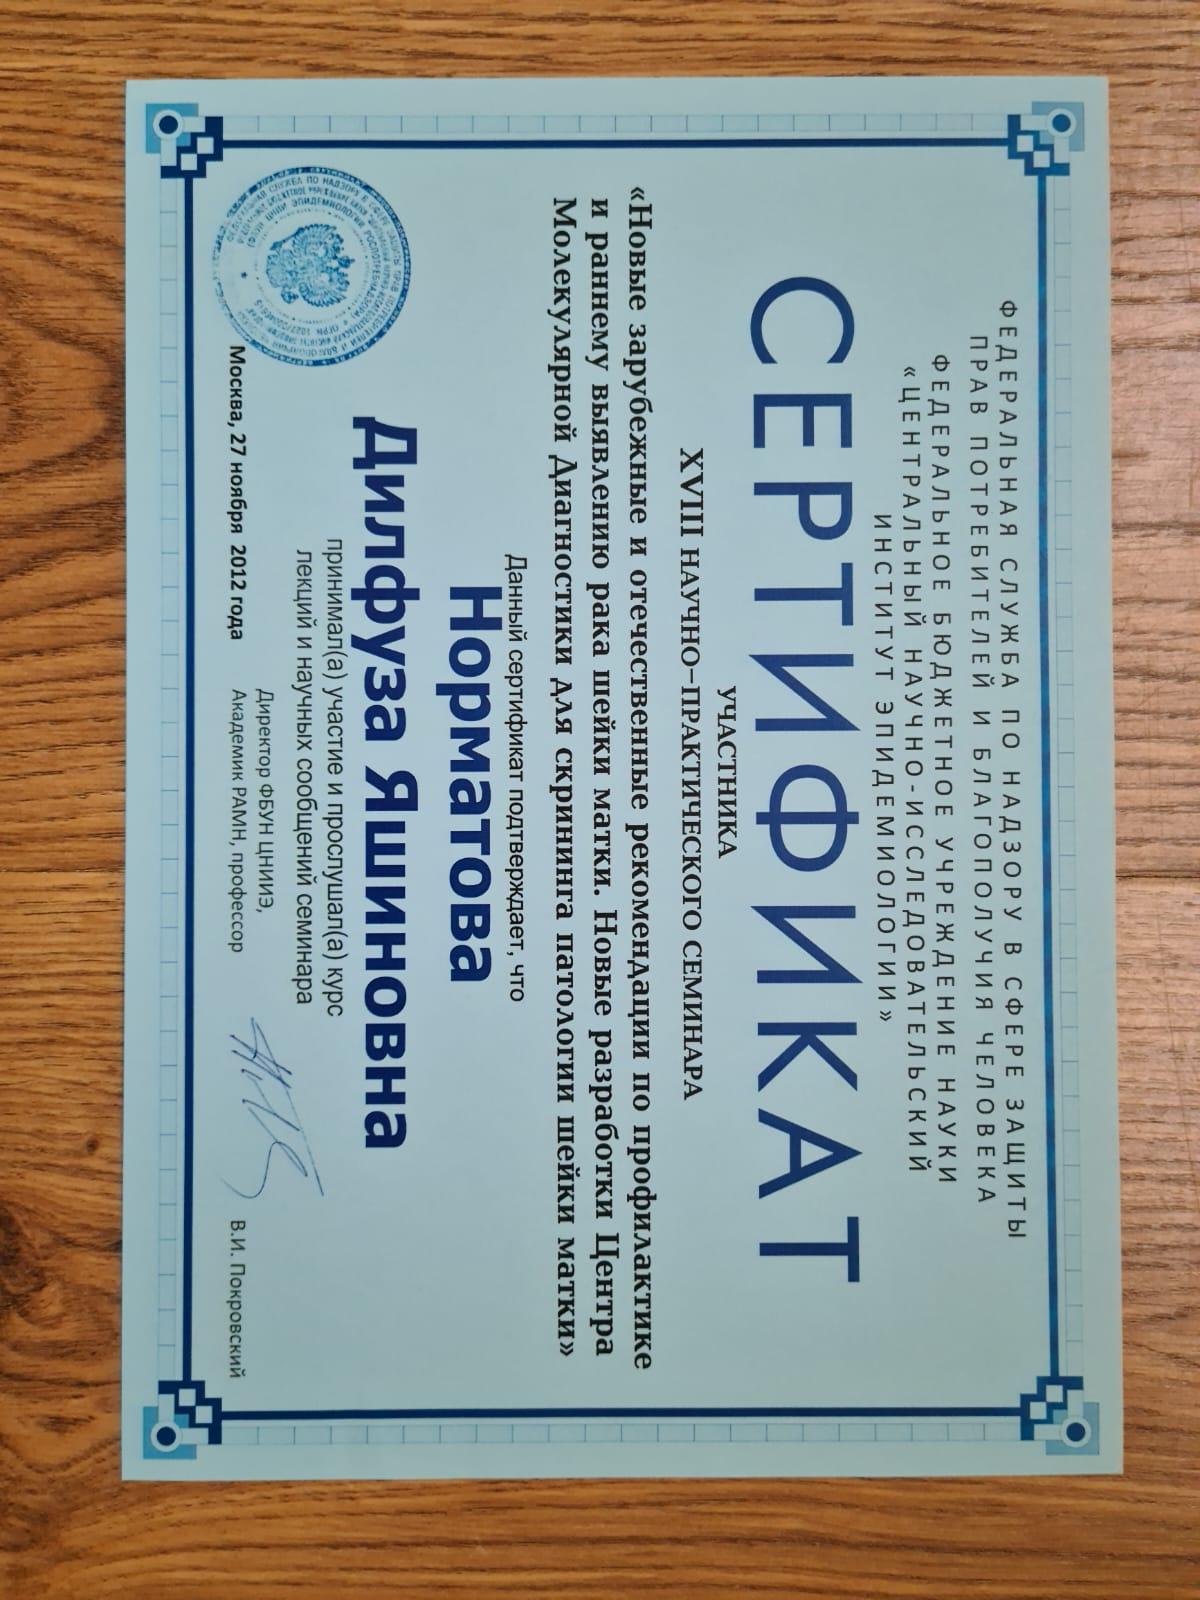 ФЕДЕРАЛЬНАЯ СЛУЖБА ПО НАДЗОРУ В СФЕРЕ ЗАЩИТЫ
ПРАВ ПОТРЕБИТЕЛЕЙ И БЛАГОПОЛУЧИЯ ЧЕЛОВЕКА
ФЕДЕРАЛЬНОЕ БЮДЖЕТНОЕ УЧРЕЖДЕНИЕ НАУКИ
«ЦЕНТРАЛЬНЫЙ НАУЧНО-ИССЛЕДОВАТЕЛЬСКИЙ
ИНСТИТУТ ЭПИДЕМИОЛОГИИ»
СЕРТИФИКАТ
УЧАСТНИКА
XVIII НАУЧНО–ПРАКТИЧЕСКОГО СЕМИНАРА
«Новые зарубежные и отечественные рекомендации по профилактике
и раннему выявлению рака шейки матки. Новые разработки Центра
Молекулярной Диагностики для скрининга патологии шейки матки»
Данный сертификат подтверждает, что
Норматова
Дилфуза Яшиновна
принимал(а) участие и прослушал(а) курс
лекций и научных сообщений семинара
Директор ФБУН ЦНИИЭ,
Москва, 27 ноября 2012 года Академик РАМН, профессор В.И. Покровский